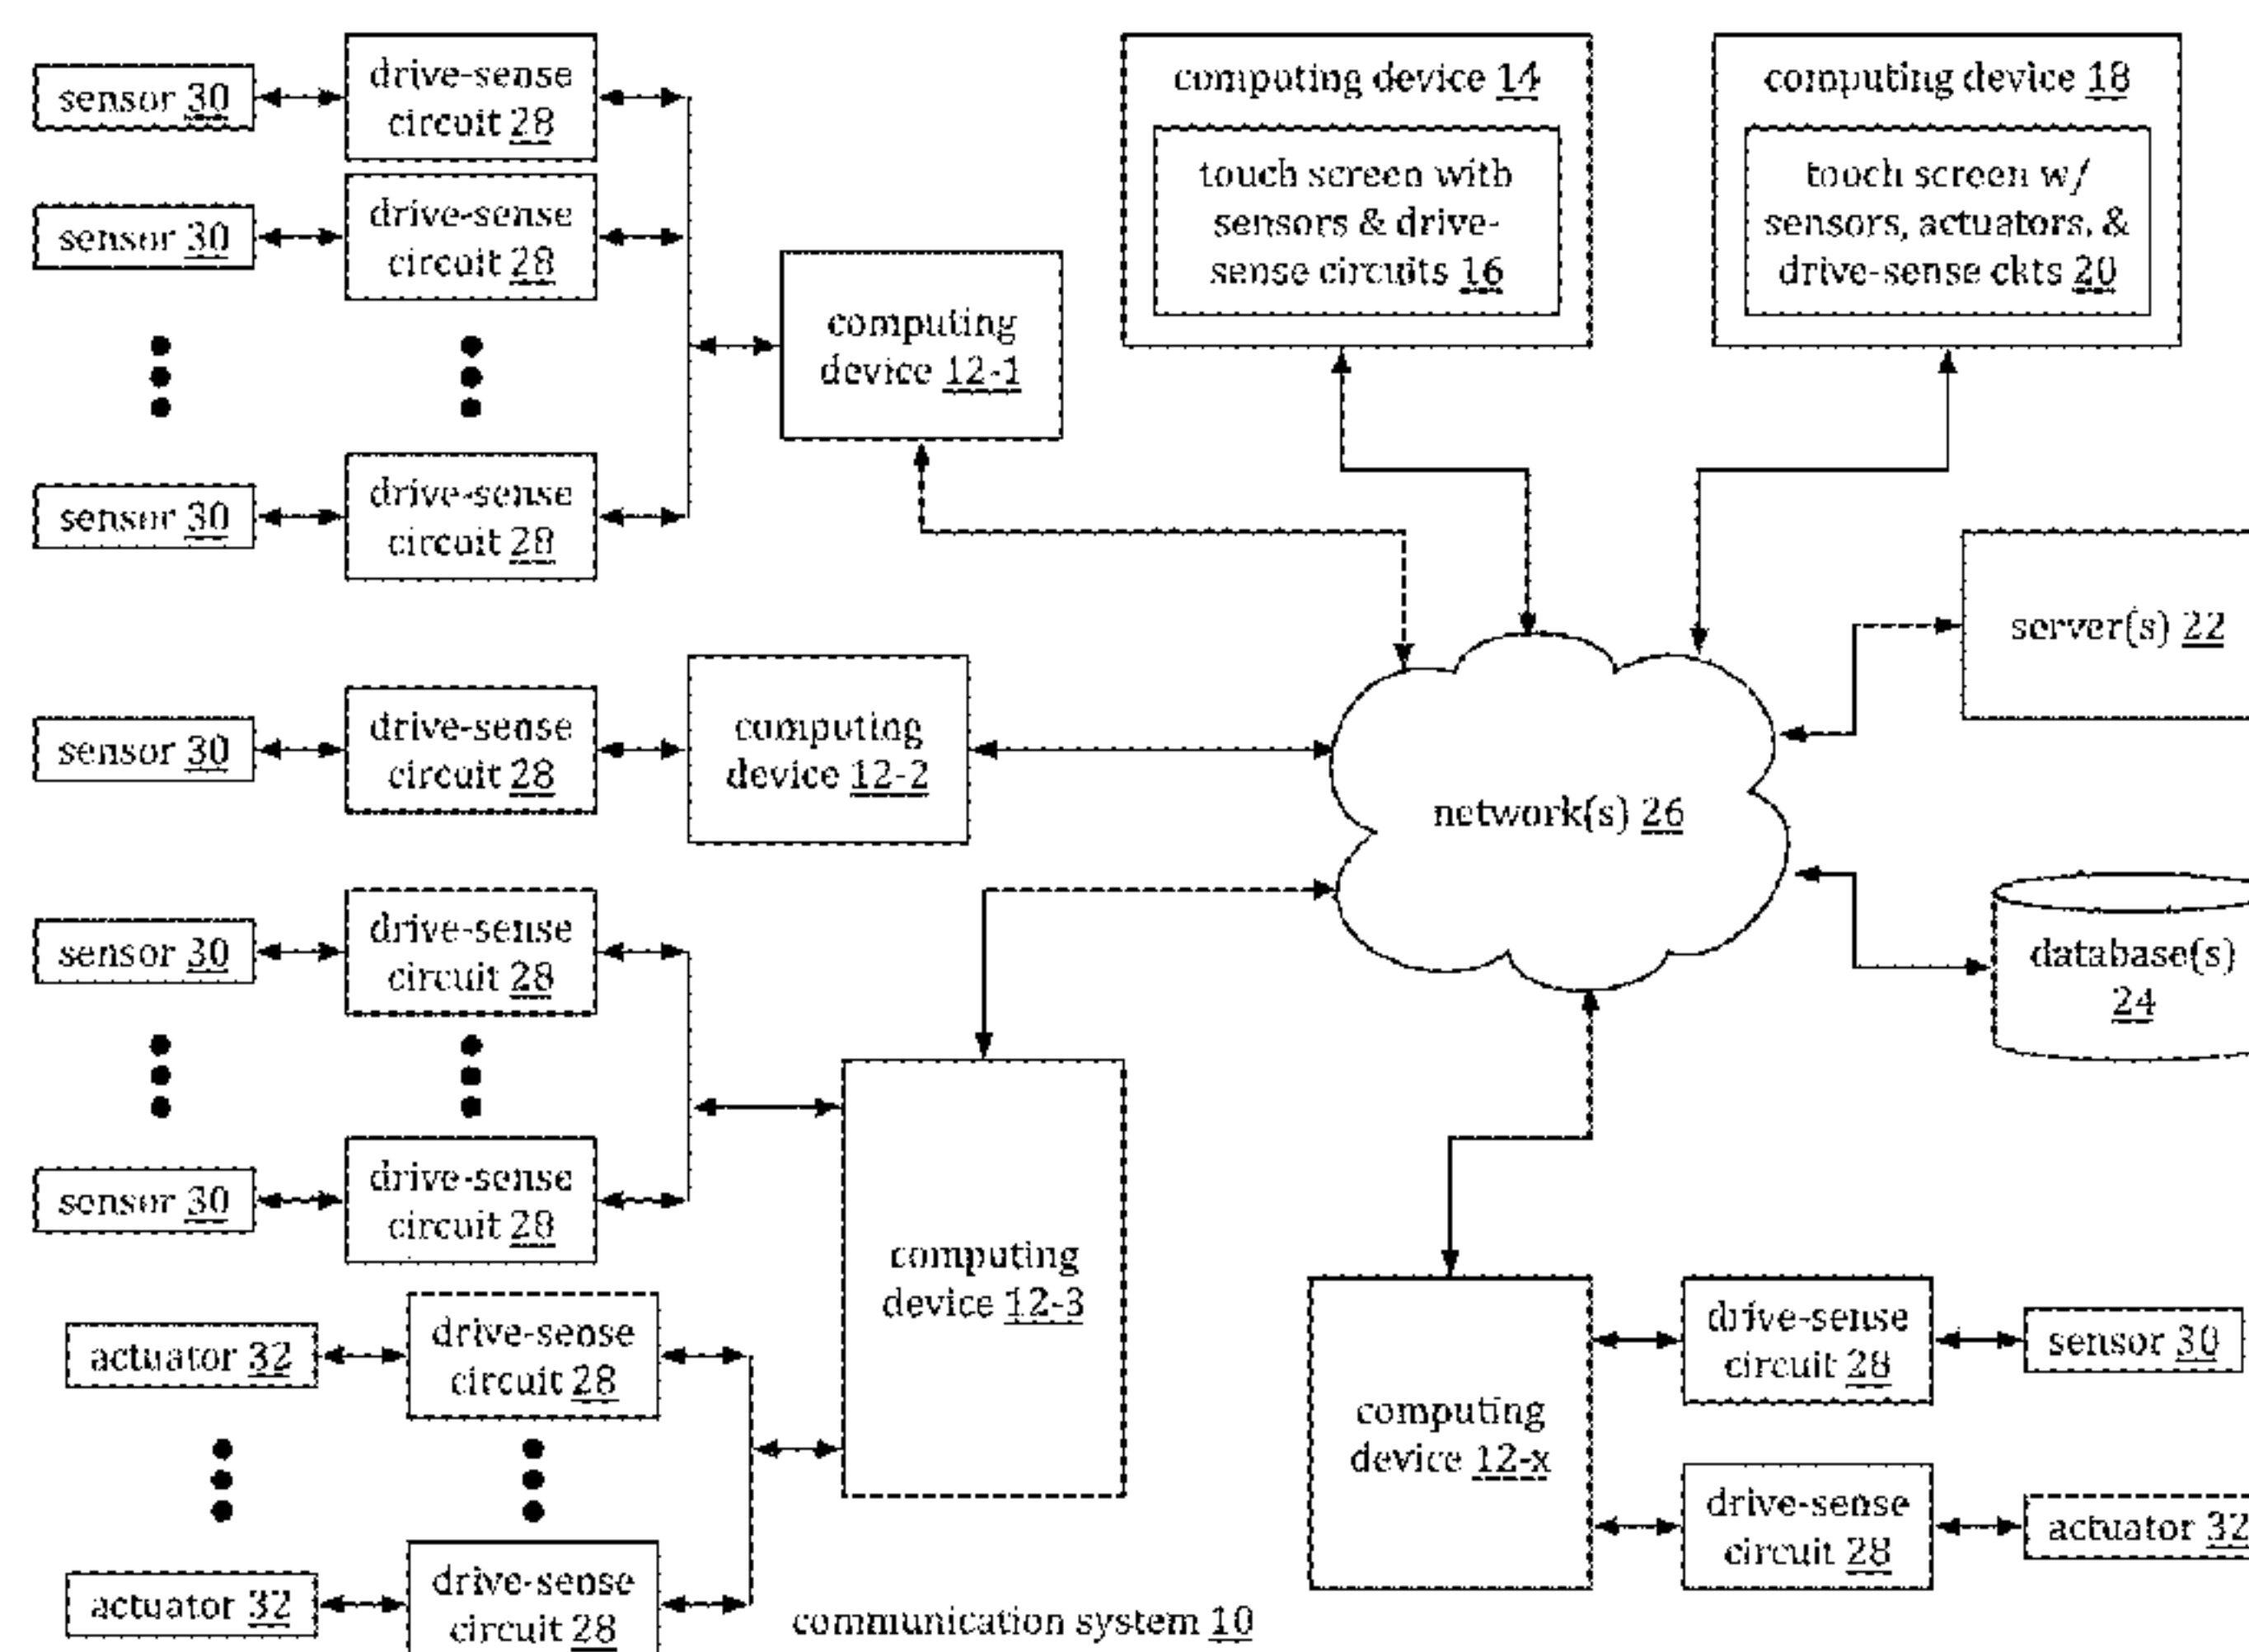 sensor 30
drive-sense
circuit 28
sensor 30
drive-sense
circuit 28
sensor 30
drive-sense
circuit 28
computing
device 12-1
computing device 14
touch screen with
sensors & drive-
sense circuits 16
computing device 18
touch screen w/
sensors, actuators, &
drive-sense ckts 20
server(s) 22
sensor 30
drive-sense
circuit 28
computing
device 12-2
network(s) 26
database(s)
24
sensor 30
drive-sense
circuit 28
sensor 30
drive-sense
circuit 28
computing
device 12-3
actuator 32
drive-sense
circuit 28
actuator 32
drive-sense
circuit 28
computing
device 12-x
drive-sense
circuit 28
sensor 30
drive-sense
circuit 28
actuator 32
communication system 10